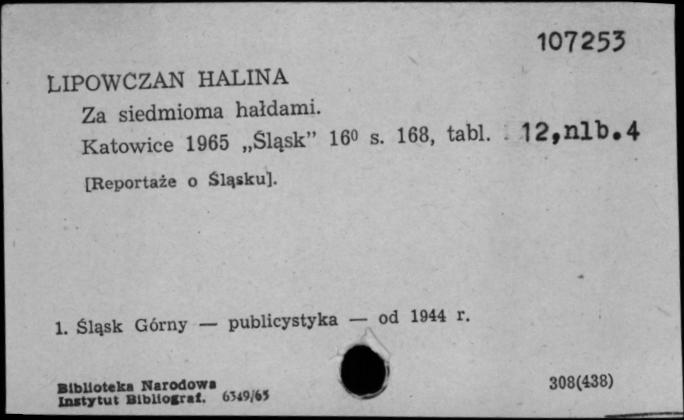 107253
LIPOWCZAN HALINA
Za siedmioma hałdami.
Katowice 1965 „Śląsk” 16⁰ s. 168, tabl. 12,nlb.4
[Reportaże o Śląsku].
1. Śląsk Górny — publicystyka — od 1944 r.
Biblioteka Narodowa
Instytut Bibliograf. 6349/65
308(438)